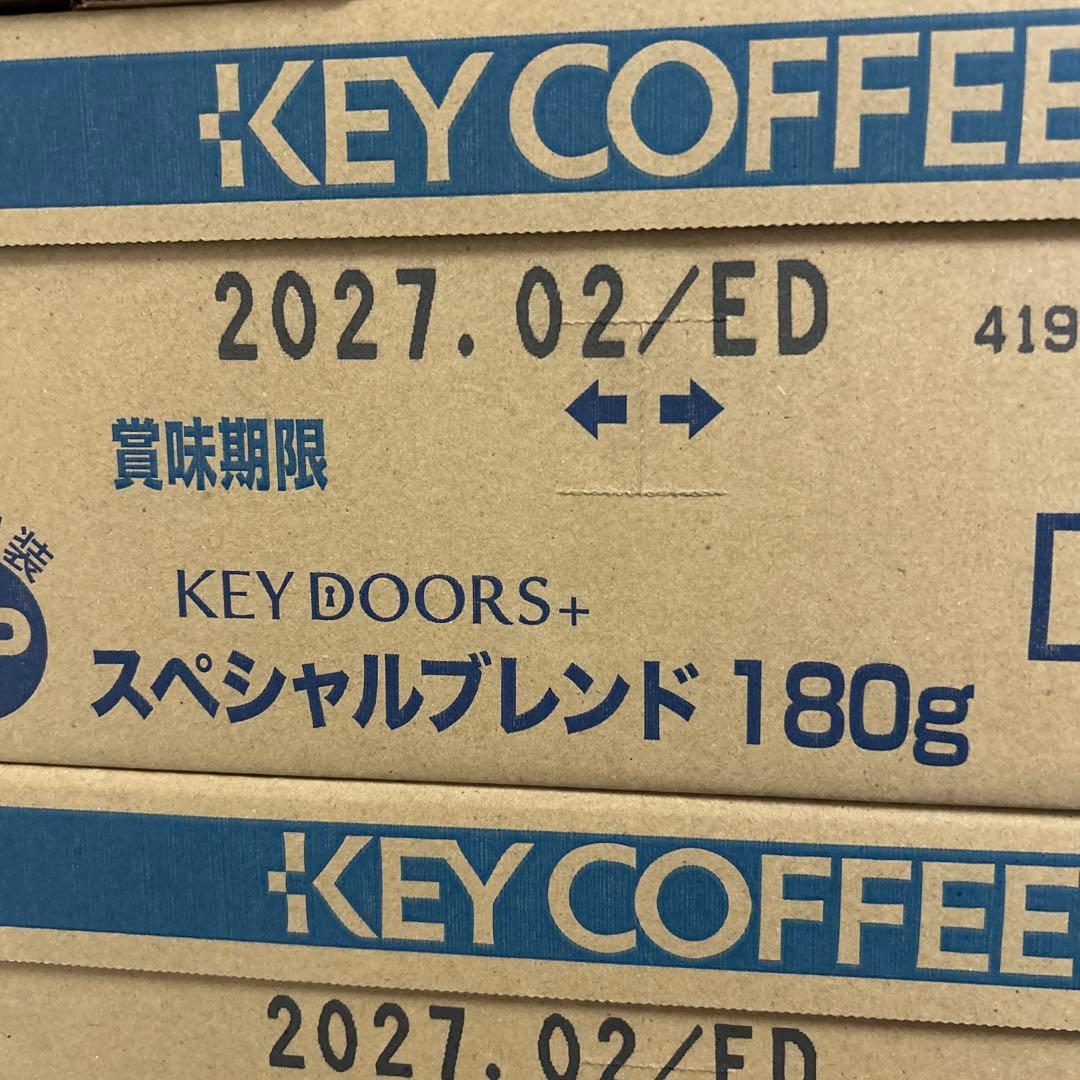 KEY COFFEE
2027.02/ED
419
賞味期限
装
P
KEY DOORS+
スペシャルブレンド 180g
KEY COFFEE
2027.02/ED